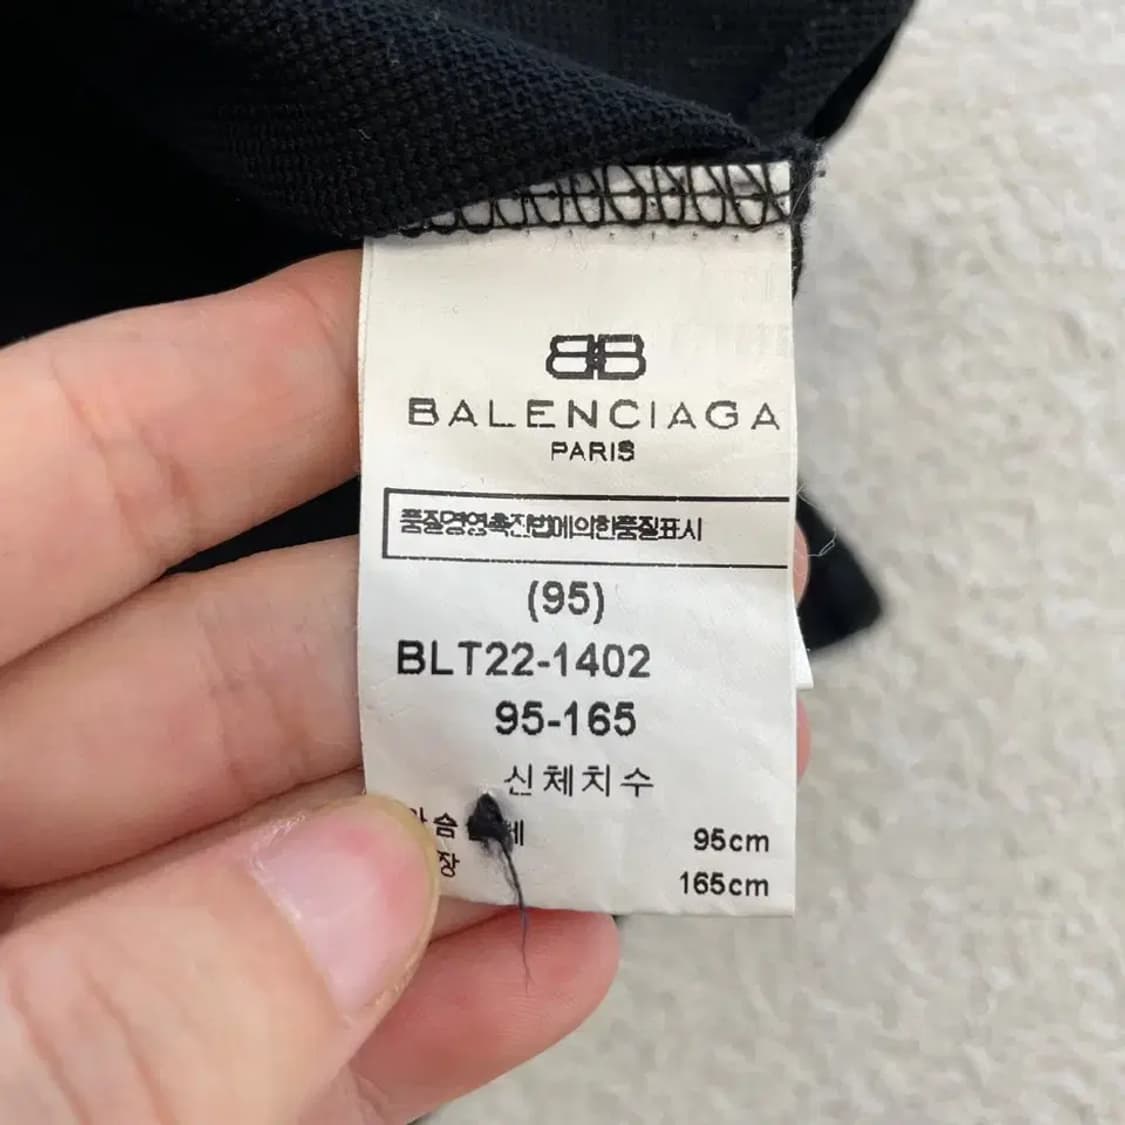 BB
BALENCIAGA
PARIS
품질경영촉진법에의한품질표시
(95)
BLT22-1402
95-165
신체치수
95cm
165cm